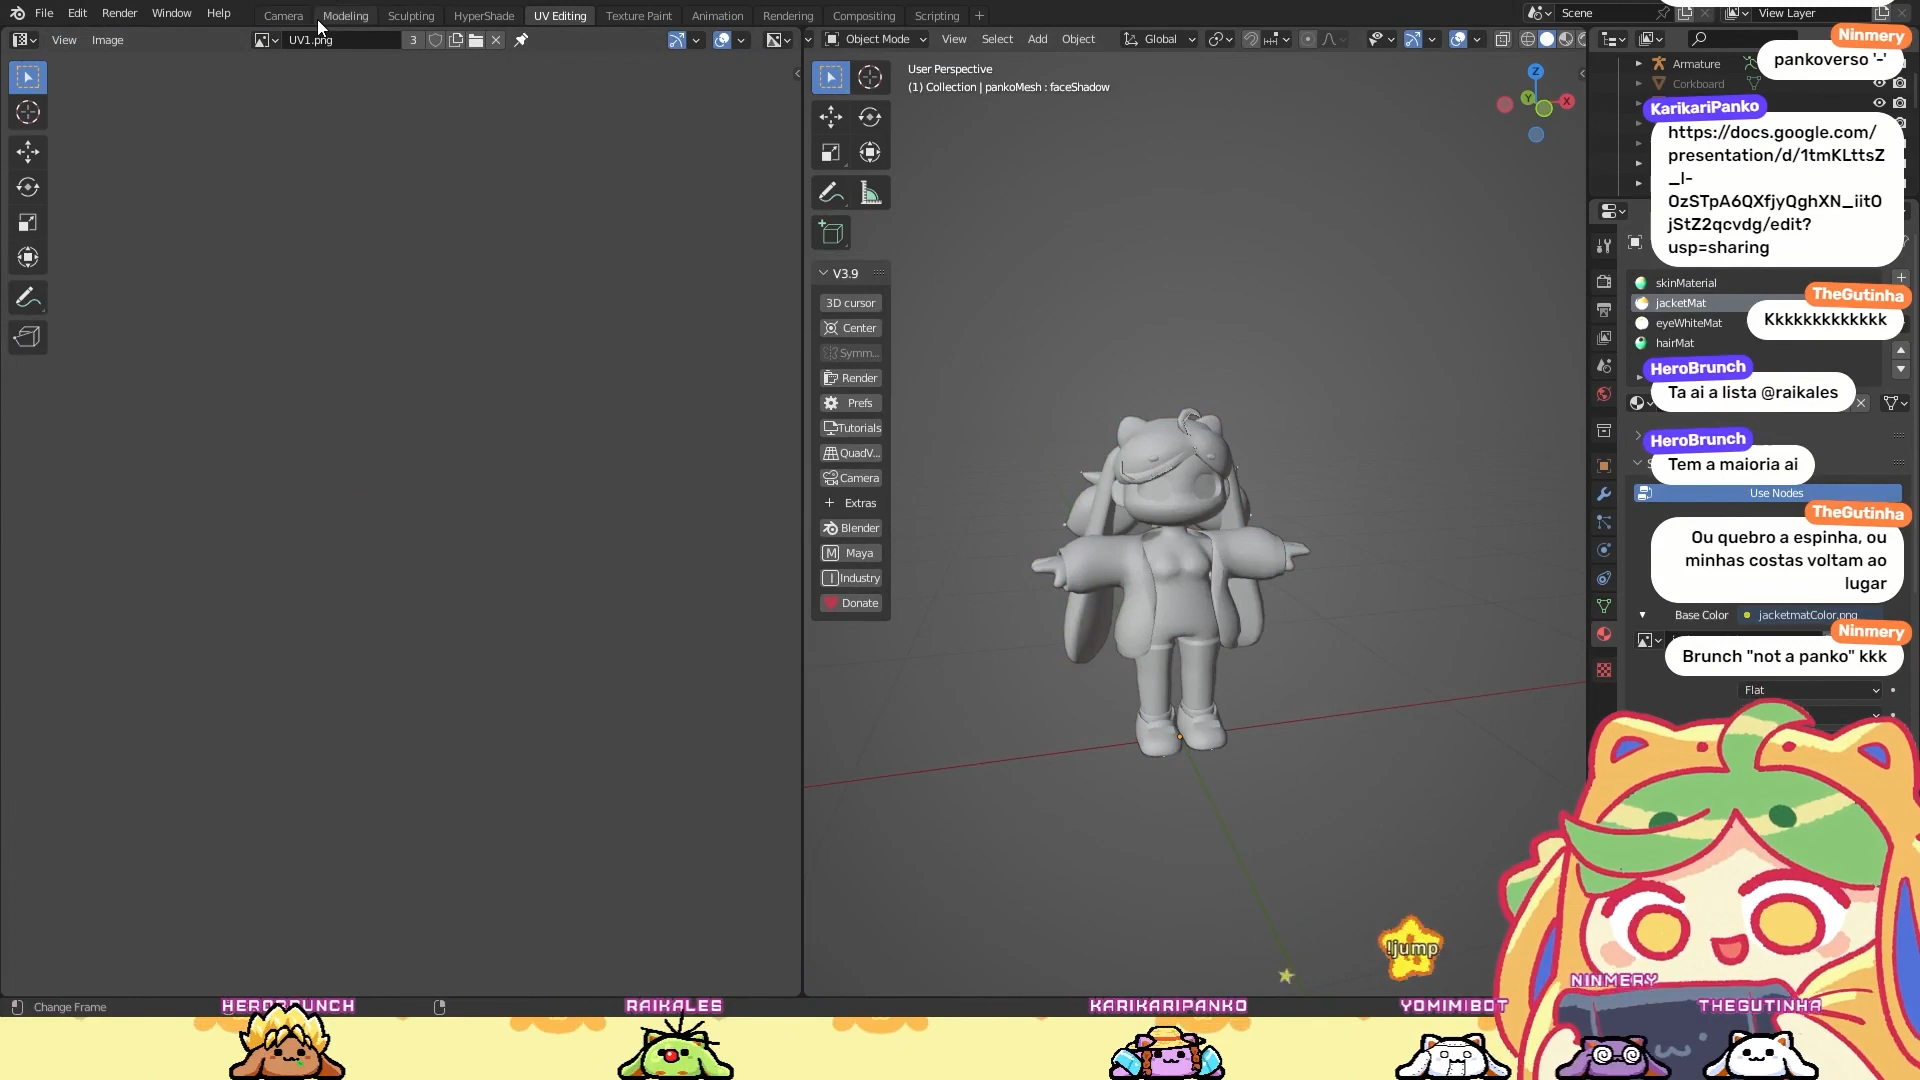 File Edit Render Window Help
Camera Modeling Sculpting HyperShade UV Editing Texture Paint Animation Rendering Compositing Scripting +
Scene
View Layer
View Image
UV1.png 3
Object Mode View Select Add Object
Global
User Perspective
(1) Collection | pankoMesh : faceShadow
Z
Y
X
V3.9
3D cursor
Center
Symm...
Render
Prefs
Tutorials
QuadV...
Camera
+ Extras
Blender
M Maya
I Industry
Donate
Armature
Corkboard
skinMaterial
jacketMat
eyeWhiteMat
hairMat
Use Nodes
Base Color
jacketmatColor.png
Flat
Ninmery
pankoverso '-'
KarikariPanko
https://docs.google.com/
presentation/d/1tmKLttsZ
_l-
OzSTpA6QXfjyQghXN_iitO
jStZ2qcvdg/edit?
usp=sharing
TheGutinha
Kkkkkkkkkkkk
HeroBrunch
Ta ai a lista @raikales
HeroBrunch
Tem a maioria ai
TheGutinha
Ou quebro a espinha, ou
minhas costas voltam ao
lugar
Ninmery
Brunch "not a panko" kkk
!jump
Change Frame
HEROBRUNCH
RAIKALES
KARIKARIPANKO
YOMIMIBOT
NINMERY
THEGUTINHA